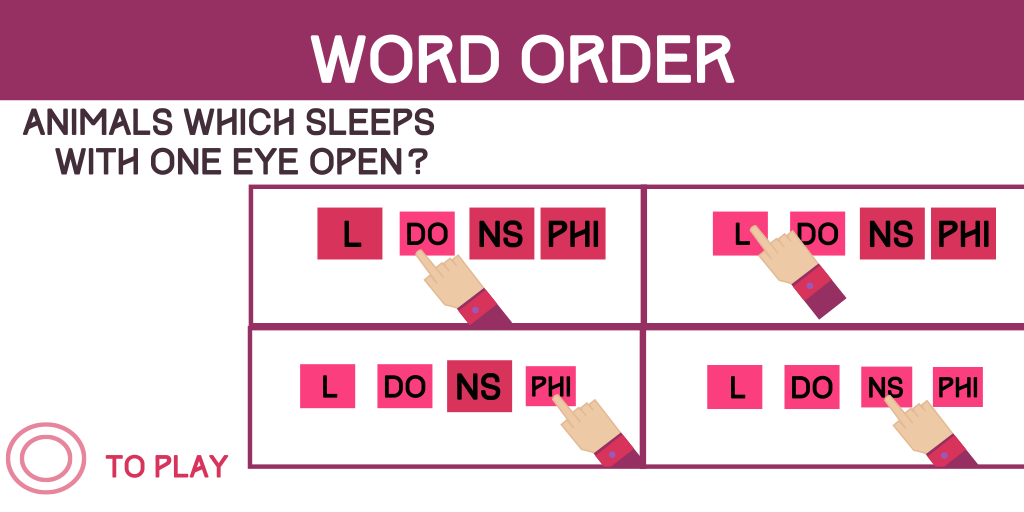 WORD ORDER
ANIMALS WHICH SLEEPS
WITH ONE EYE OPEN?
L DO NS PHI
L DO NS PHI
L DO NS PHI
L DO NS PHI
TO PLAY